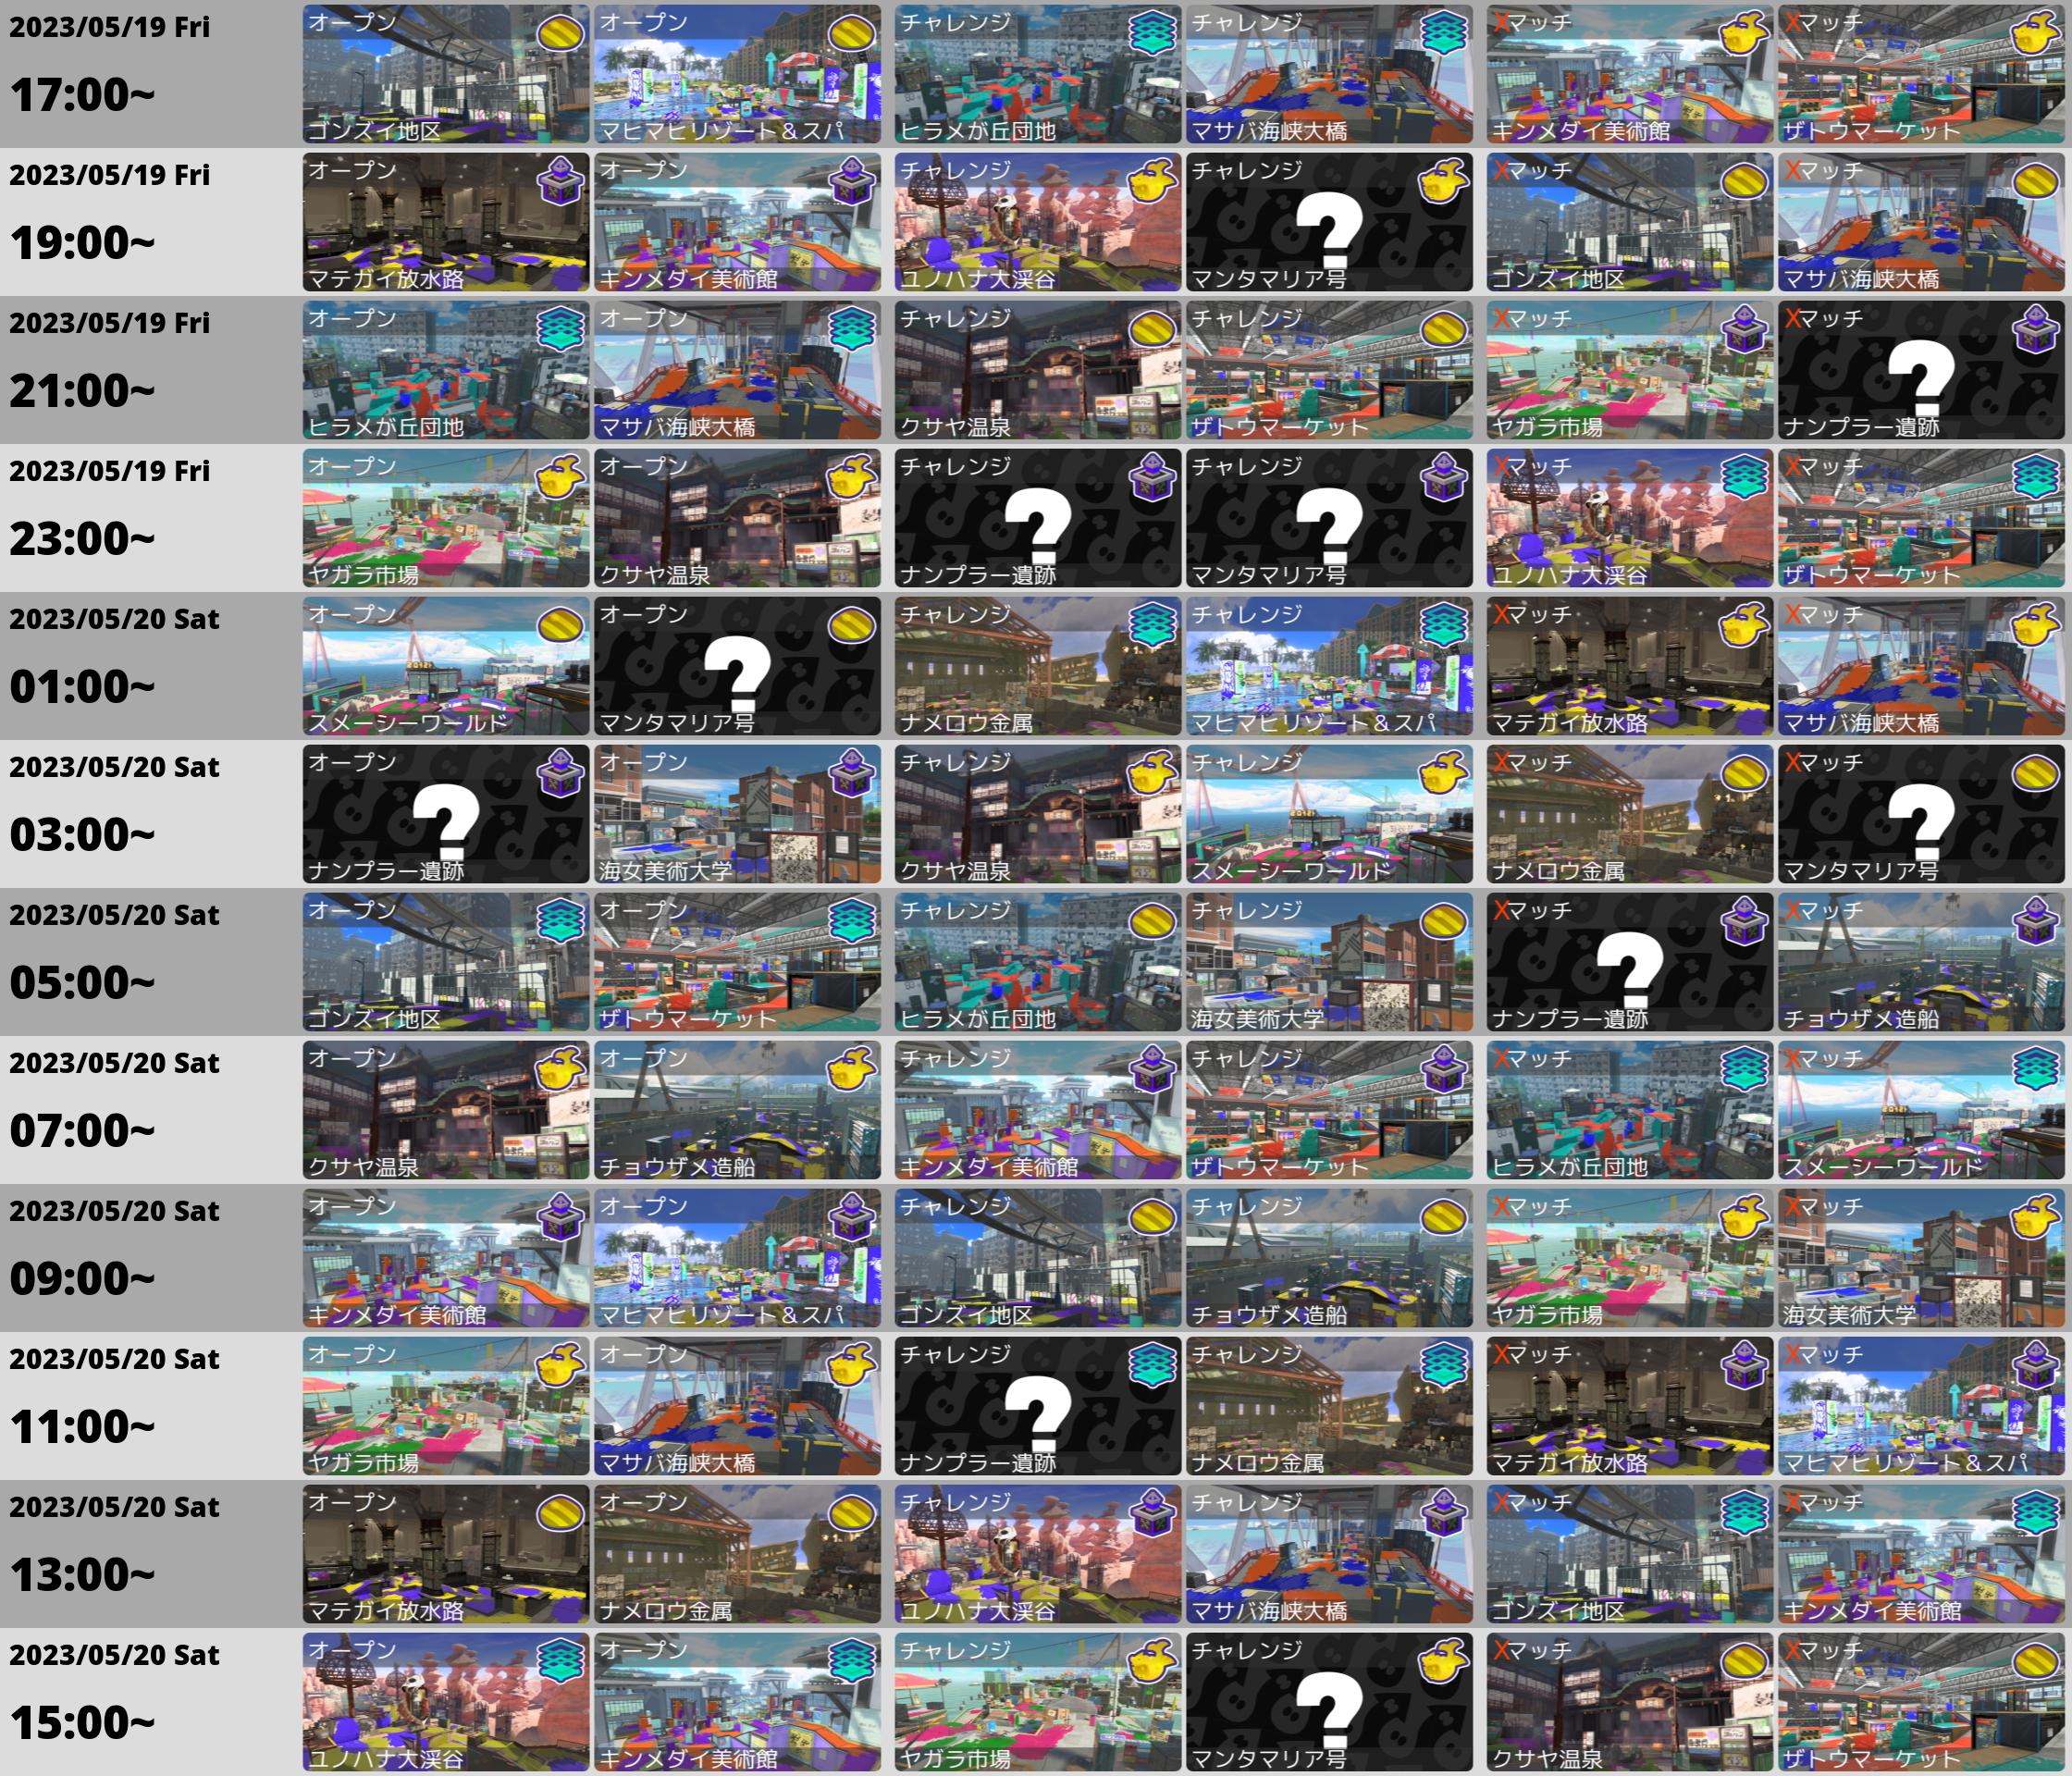 2023/05/19 Fri
17:00~
オープン
ゴンズイ地区
オープン
マヒマヒリゾート＆スパ
チャレンジ
ヒラメが丘団地
チャレンジ
マサバ海峡大橋
Xマッチ
キンメダイ美術館
Xマッチ
ザトウマーケット
2023/05/19 Fri
19:00~
オープン
マテガイ放水路
オープン
キンメダイ美術館
チャレンジ
ユノハナ大渓谷
チャレンジ
?
マンタマリア号
Xマッチ
ゴンズイ地区
Xマッチ
マサバ海峡大橋
2023/05/19 Fri
21:00~
オープン
ヒラメが丘団地
オープン
マサバ海峡大橋
チャレンジ
クサヤ温泉
チャレンジ
ザトウマーケット
Xマッチ
ヤガラ市場
Xマッチ
?
ナンプラー遺跡
2023/05/19 Fri
23:00~
オープン
ヤガラ市場
オープン
クサヤ温泉
チャレンジ
?
ナンプラー遺跡
チャレンジ
?
マンタマリア号
Xマッチ
ユノハナ大渓谷
Xマッチ
ザトウマーケット
2023/05/20 Sat
01:00~
オープン
スメーシーワールド
オープン
?
マンタマリア号
チャレンジ
ナメロウ金属
チャレンジ
マヒマヒリゾート＆スパ
Xマッチ
マテガイ放水路
Xマッチ
マサバ海峡大橋
2023/05/20 Sat
03:00~
オープン
?
ナンプラー遺跡
オープン
海女美術大学
チャレンジ
クサヤ温泉
チャレンジ
スメーシーワールド
Xマッチ
ナメロウ金属
Xマッチ
?
マンタマリア号
2023/05/20 Sat
05:00~
オープン
ゴンズイ地区
オープン
ザトウマーケット
チャレンジ
ヒラメが丘団地
チャレンジ
海女美術大学
Xマッチ
?
ナンプラー遺跡
Xマッチ
チョウザメ造船
2023/05/20 Sat
07:00~
オープン
クサヤ温泉
オープン
チョウザメ造船
チャレンジ
キンメダイ美術館
チャレンジ
ザトウマーケット
Xマッチ
ヒラメが丘団地
Xマッチ
スメーシーワールド
2023/05/20 Sat
09:00~
オープン
キンメダイ美術館
オープン
マヒマヒリゾート＆スパ
チャレンジ
ゴンズイ地区
チャレンジ
チョウザメ造船
Xマッチ
ヤガラ市場
Xマッチ
海女美術大学
2023/05/20 Sat
11:00~
オープン
ヤガラ市場
オープン
マサバ海峡大橋
チャレンジ
?
ナンプラー遺跡
チャレンジ
ナメロウ金属
Xマッチ
マテガイ放水路
Xマッチ
マヒマヒリゾート＆スパ
2023/05/20 Sat
13:00~
オープン
マテガイ放水路
オープン
ナメロウ金属
チャレンジ
ユノハナ大渓谷
チャレンジ
マサバ海峡大橋
Xマッチ
ゴンズイ地区
Xマッチ
キンメダイ美術館
2023/05/20 Sat
15:00~
オープン
ユノハナ大渓谷
オープン
キンメダイ美術館
チャレンジ
ヤガラ市場
チャレンジ
?
マンタマリア号
Xマッチ
クサヤ温泉
Xマッチ
ザトウマーケット